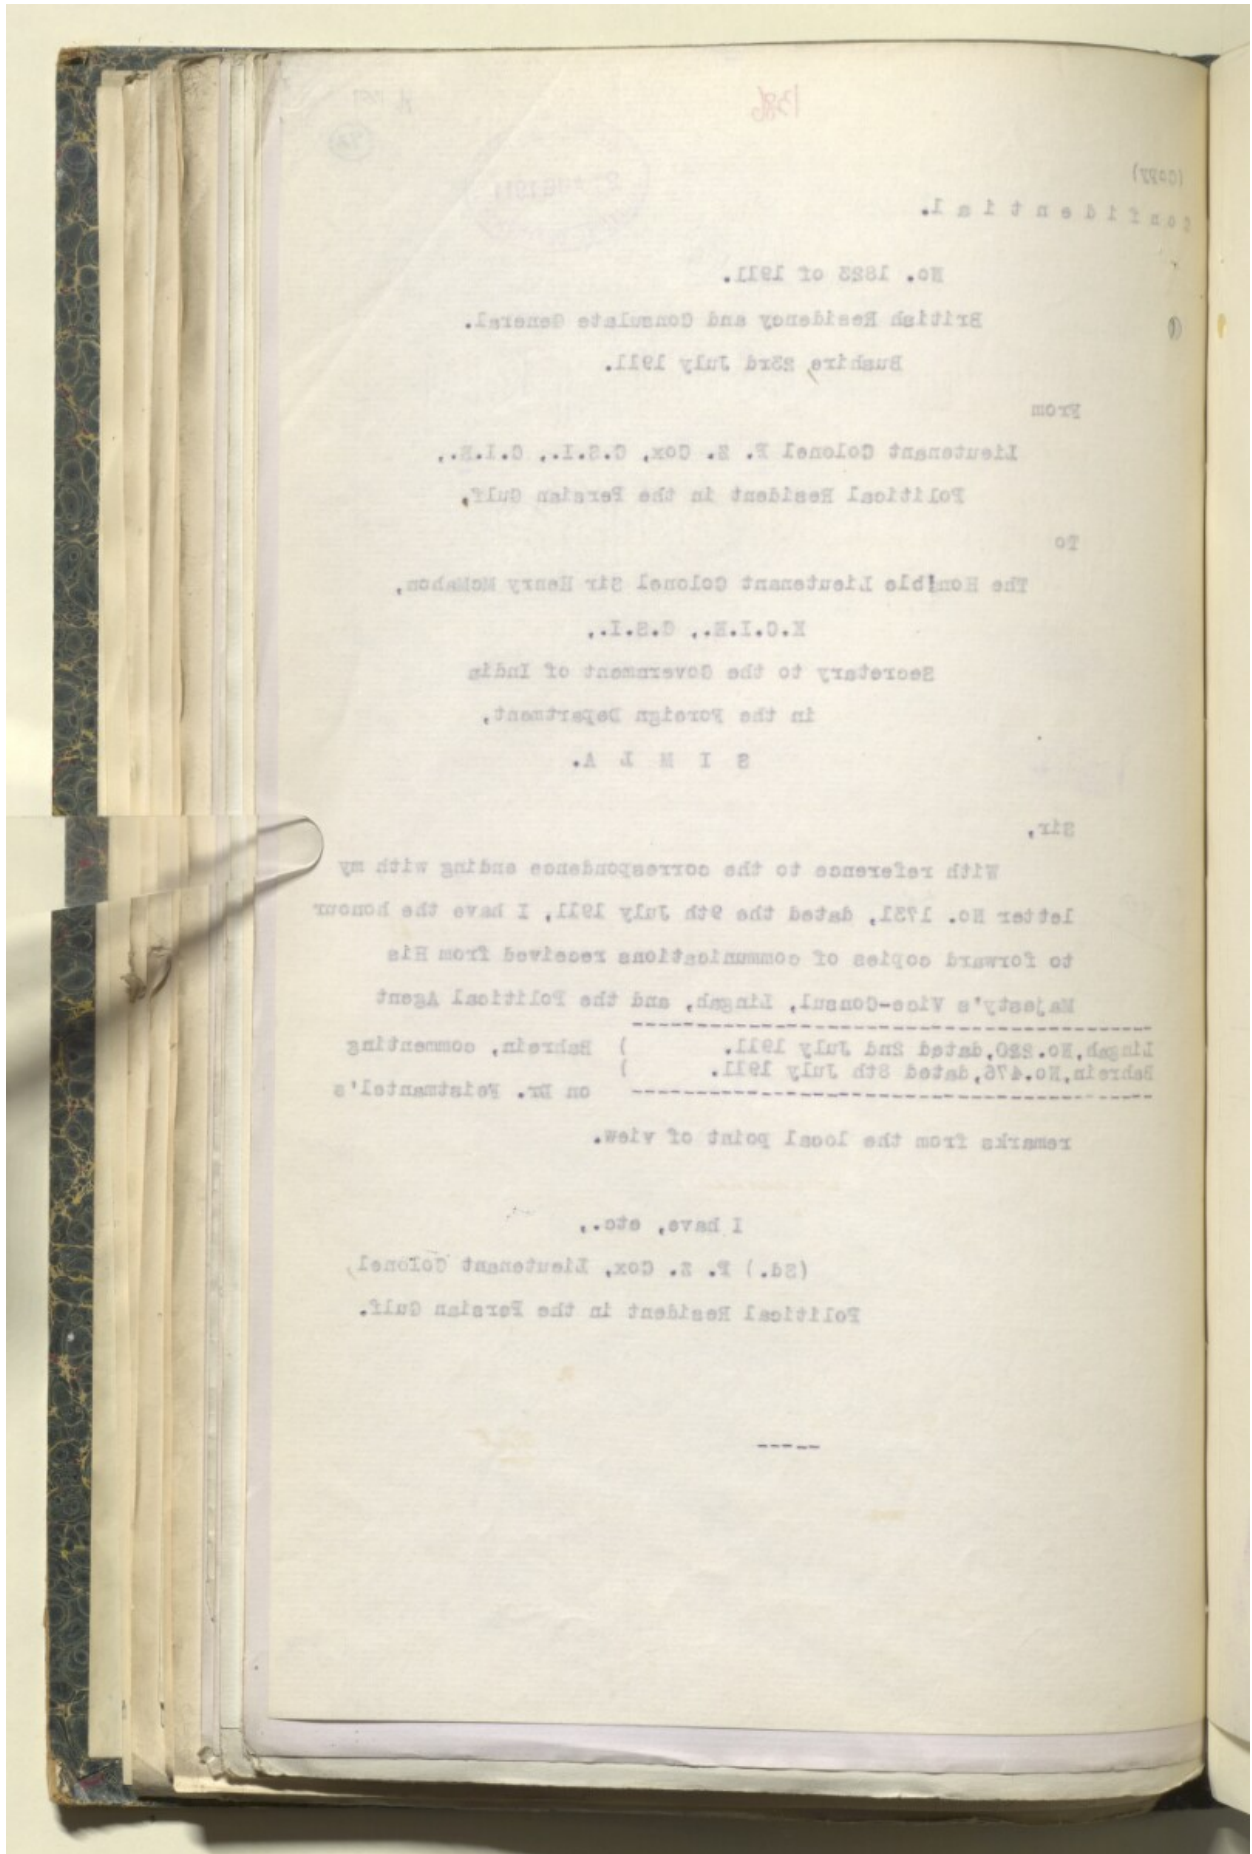 1386
(Copy)
Confidential.
No. 1823 of 1911.
British Residency and Consulate General.
Bushire, 23rd July 1911.
From
Lieutenant Colonel P. Z. Cox, C.S.I., C.I.E.,
Political Resident in the Persian Gulf,
To
The Hon'ble Lieutenant Colonel Sir Henry McMahon,
K.C.I.E., C.S.I.,
Secretary to the Government of India
in the Foreign Department,
S I M L A.
Sir,
With reference to the correspondence ending with my
letter No. 1731, dated the 9th July 1911, I have the honour
to forward copies of communications received from His
Majesty's Vice-Consul, Lingah, and the Political Agent
Lingah, No. 220, dated 2nd July 1911. ) Bahrein, commenting
Bahrein, No. 476, dated 8th July 1911. )
on Dr. Feistmantel's
remarks from the local point of view.
I have, etc.,
(Sd.) P. Z. Cox, Lieutenant Colonel,
Political Resident in the Persian Gulf.